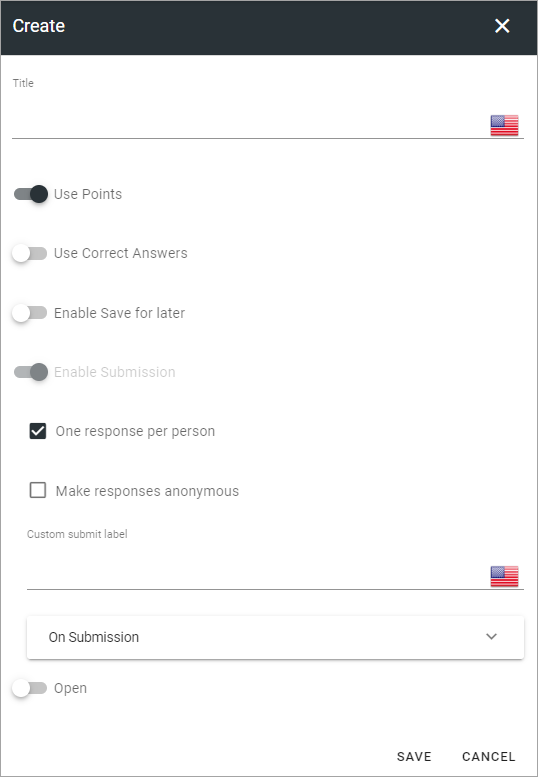 Create
Title
Use Points
Use Correct Answers
Enable Save for later
Enable Submission
One response per person
Make responses anonymous
Custom submit label
On Submission
Open
SAVE CANCEL